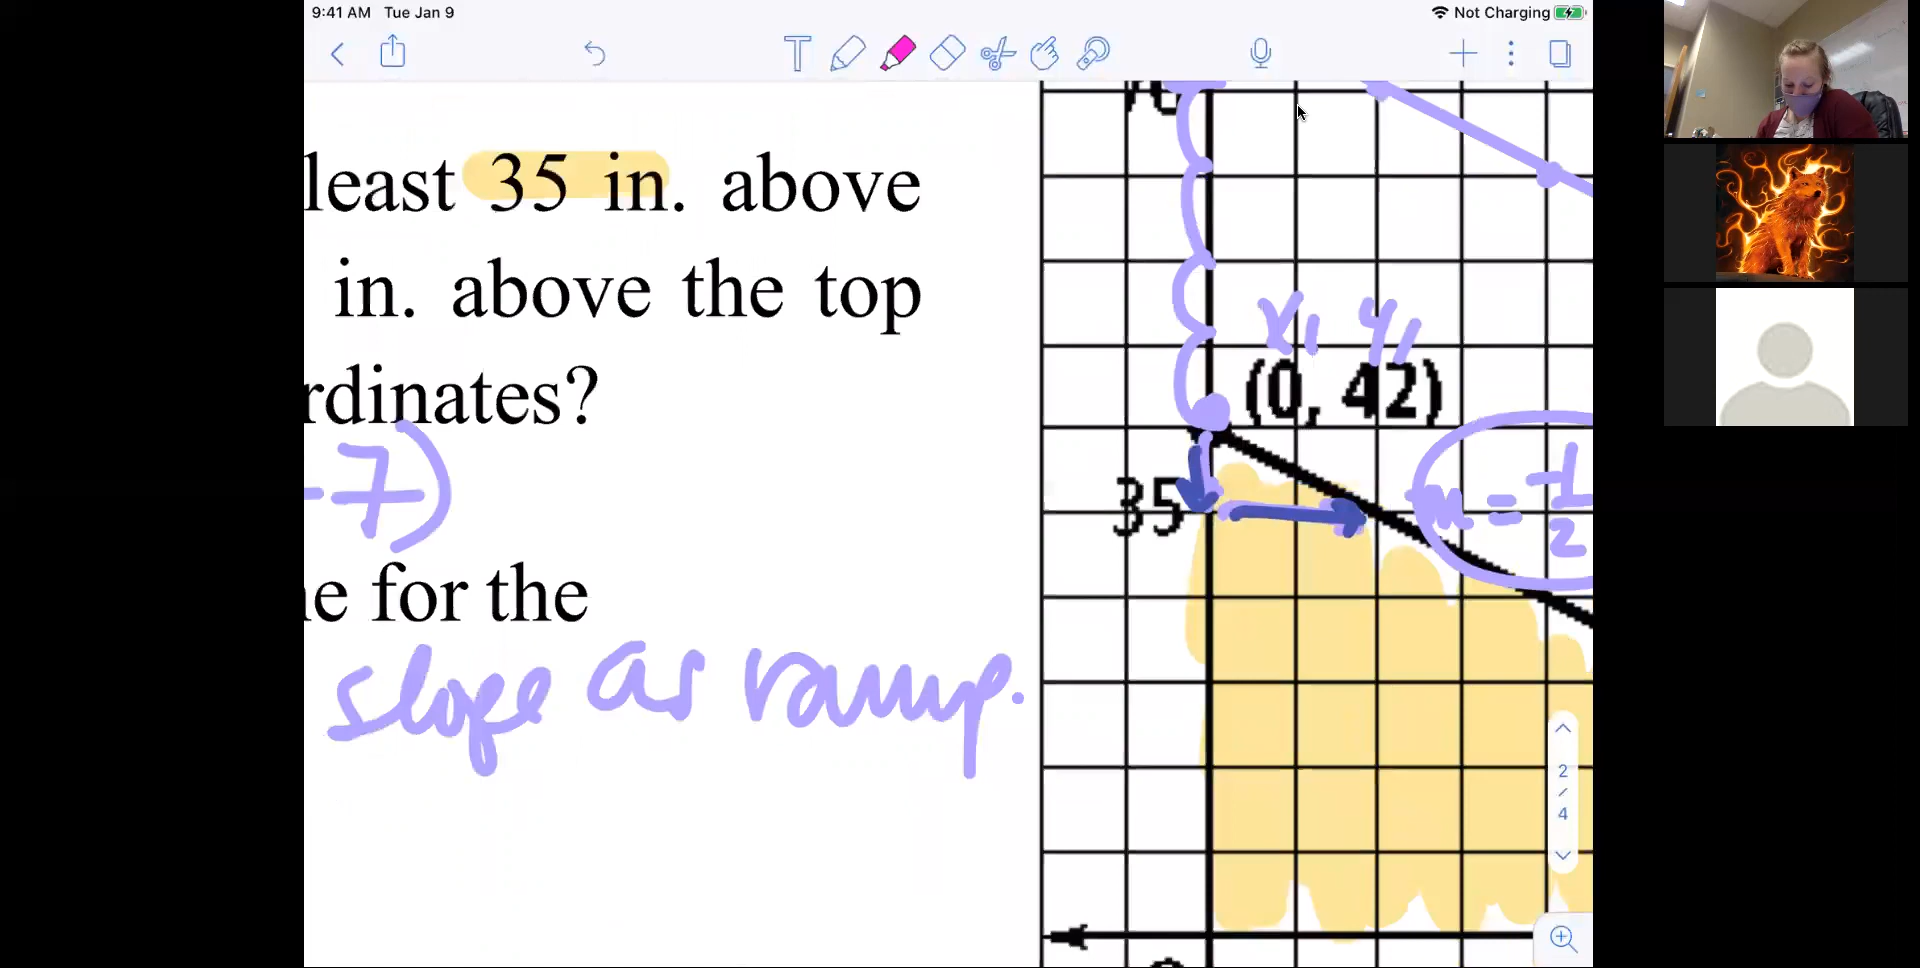 9:41 AM Tue Jan 9
Not Charging
least 35 in. above
in. above the top
rdinates?
-7)
e for the
slope as ramp.
70
x₁ y₁
(0, 42)
35
m = -1/2
2
/
4